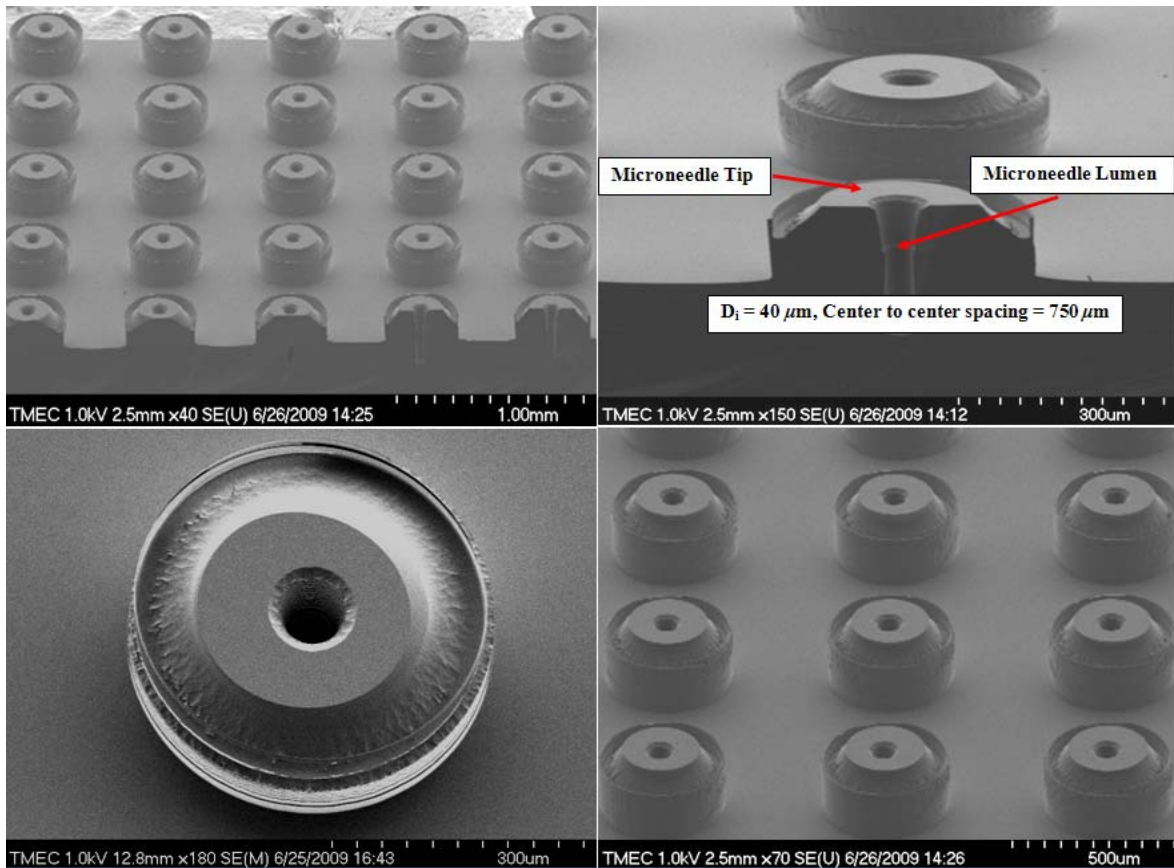 Microneedle Tip
Microneedle Lumen
Dᵢ = 40 µm, Center to center spacing = 750 µm
TMEC 1.0kV 2.5mm x40 SE(U) 6/26/2009 14:25 1.00mm
TMEC 1.0kV 2.5mm x150 SE(U) 6/26/2009 14:12 300um
TMEC 1.0kV 12.8mm x180 SE(M) 6/25/2009 16:43 300um
TMEC 1.0kV 2.5mm x70 SE(U) 6/26/2009 14:26 500um